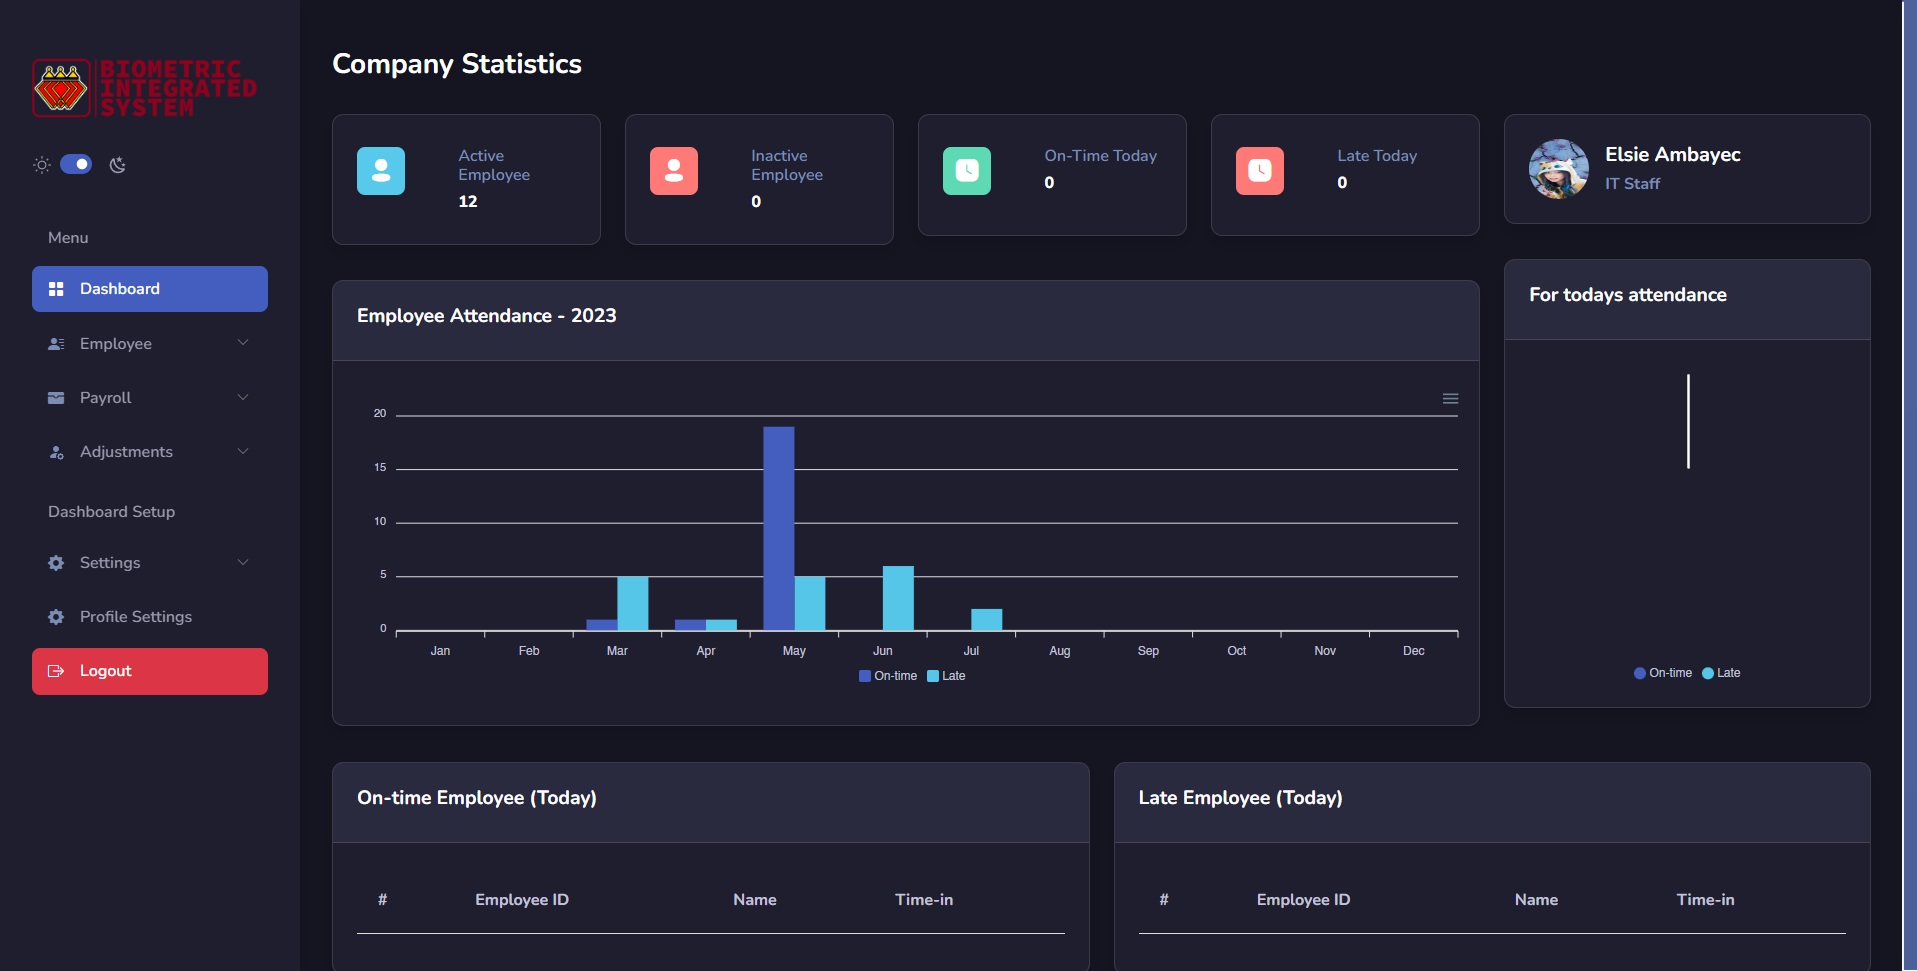 BIOMETRIC
INTEGRATED
SYSTEM
Menu
Dashboard
Employee
Payroll
Adjustments
Dashboard Setup
Settings
Profile Settings
Logout
Company Statistics
Active
Employee
12
Inactive
Employee
0
On-Time Today
0
Late Today
0
Elsie Ambayec
IT Staff
Employee Attendance - 2023
20
15
10
5
0
Jan Feb Mar Apr May Jun Jul Aug Sep Oct Nov Dec
On-time Late
For todays attendance
On-time Late
On-time Employee (Today)
# Employee ID Name Time-in
Late Employee (Today)
# Employee ID Name Time-in